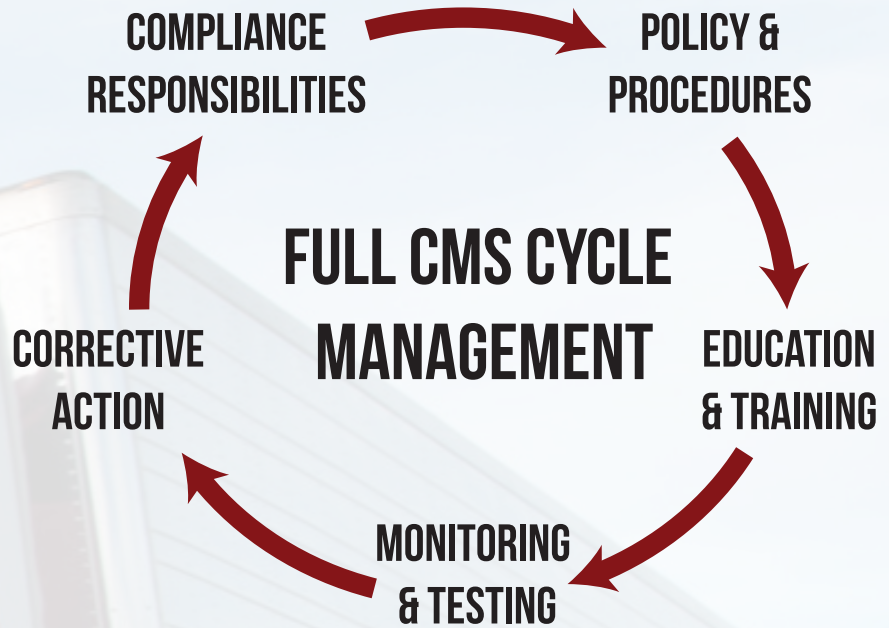 COMPLIANCE
RESPONSIBILITIES
POLICY &
PROCEDURES
FULL CMS CYCLE
MANAGEMENT
EDUCATION
& TRAINING
CORRECTIVE
ACTION
MONITORING
& TESTING